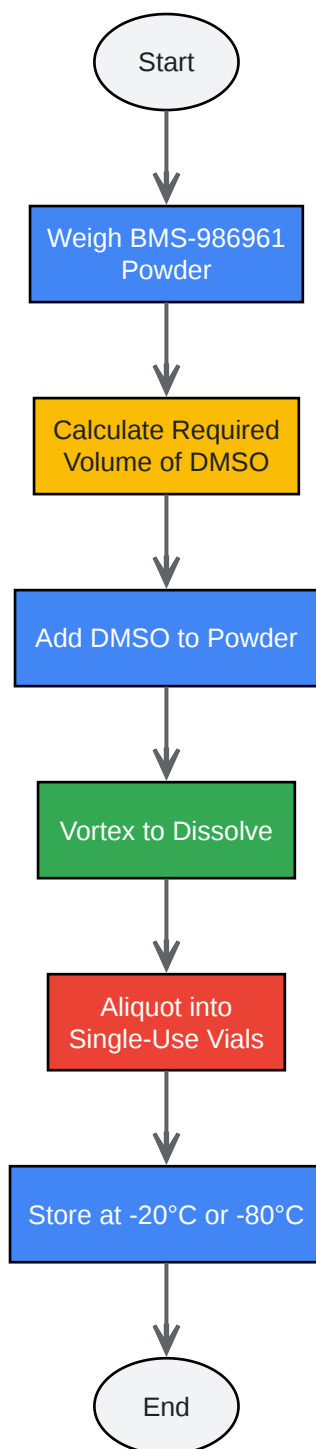 Start
Weigh BMS-986961
Powder
Calculate Required
Volume of DMSO
Add DMSO to Powder
Vortex to Dissolve
Aliquot into
Single-Use Vials
Store at -20°C or -80°C
End